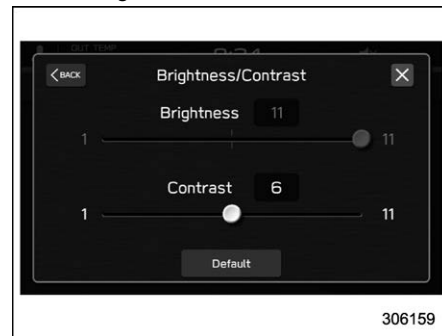 OUT TEMP
BACK
Brightness/Contrast
Brightness 11
1 11
Contrast 6
1 11
Default
306159